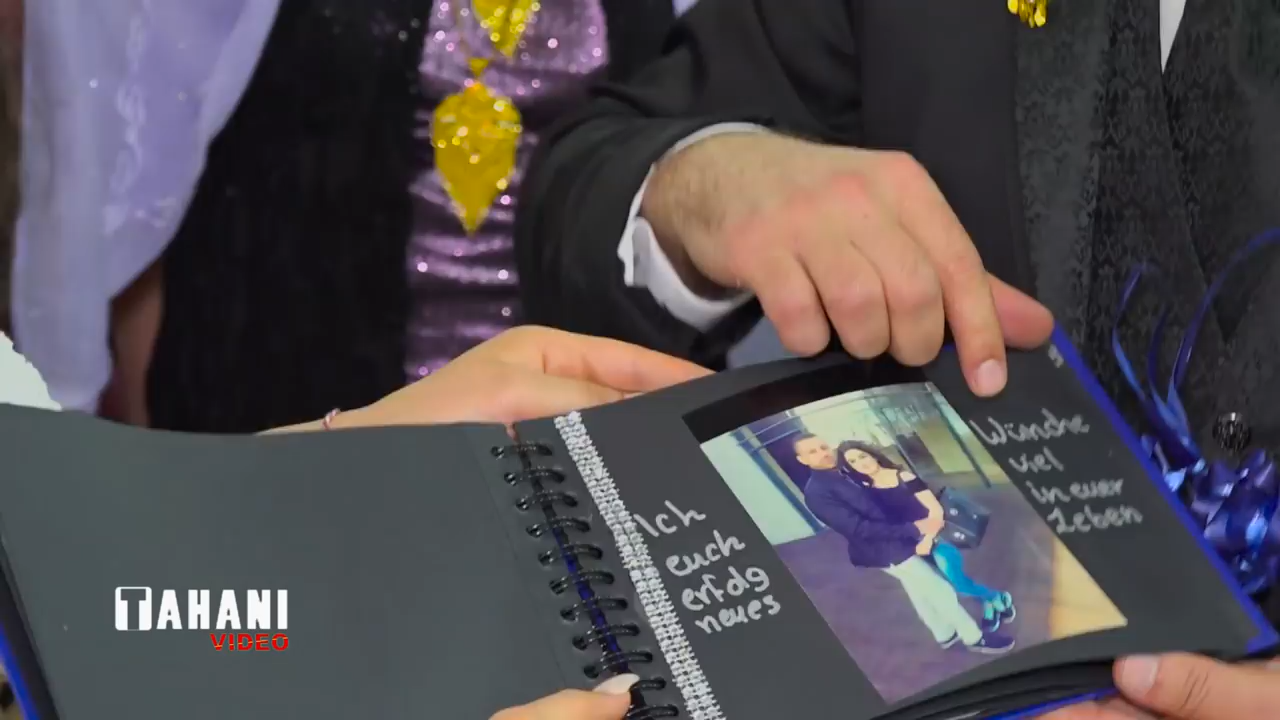 Ich
euch
erfolg
neues
Wünsche
viel
in euer
Leben
TAHANI
VIDEO